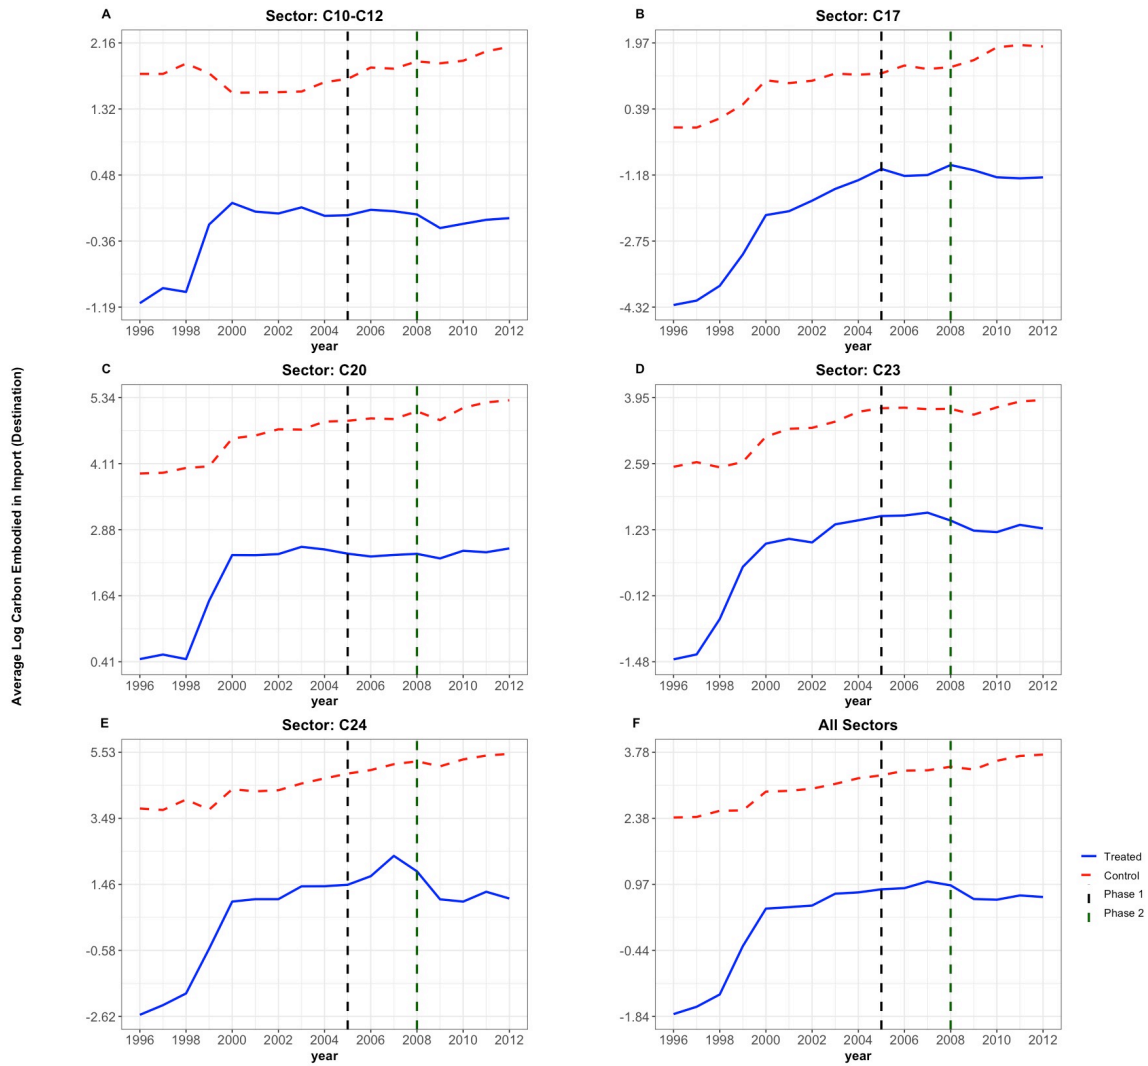 Average Log Carbon Embodied in Import (Destination)
A
Sector: C10-C12
2.16
1.32
0.48
-0.36
-1.19
1996 1998 2000 2002 2004 2006 2008 2010 2012
year
B
Sector: C17
1.97
0.39
-1.18
-2.75
-4.32
1996 1998 2000 2002 2004 2006 2008 2010 2012
year
C
Sector: C20
5.34
4.11
2.88
1.64
0.41
1996 1998 2000 2002 2004 2006 2008 2010 2012
year
D
Sector: C23
3.95
2.59
1.23
-0.12
-1.48
1996 1998 2000 2002 2004 2006 2008 2010 2012
year
E
Sector: C24
5.53
3.49
1.46
-0.58
-2.62
1996 1998 2000 2002 2004 2006 2008 2010 2012
year
F
All Sectors
3.78
2.38
0.97
-0.44
-1.84
1996 1998 2000 2002 2004 2006 2008 2010 2012
year
Treated
Control
Phase 1
Phase 2